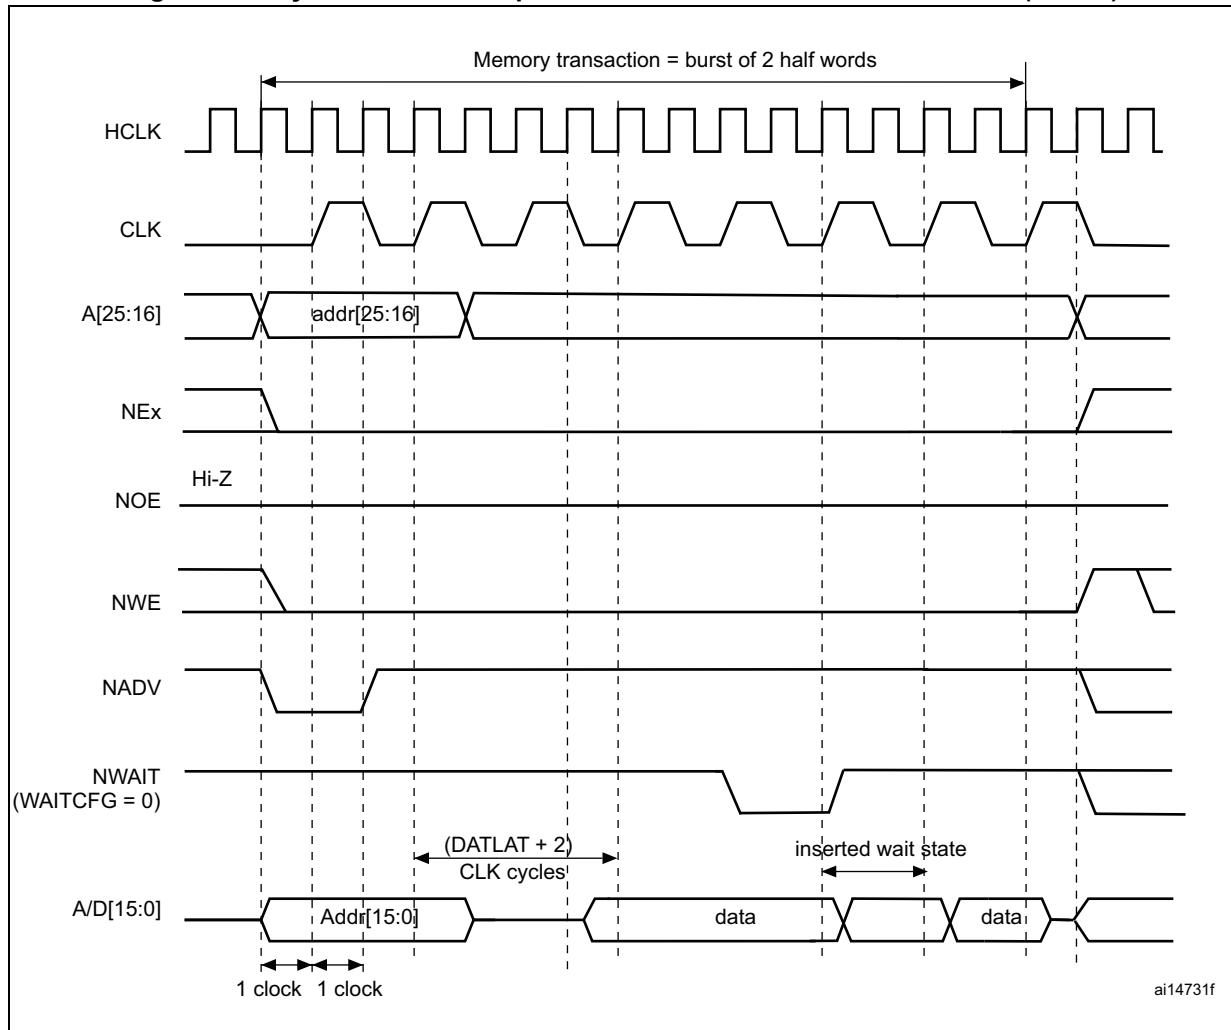 Memory transaction = burst of 2 half words
HCLK
CLK
A[25:16]
addr[25:16]
NEx
Hi-Z
NOE
NWE
NADV
NWAIT
(WAITCFG = 0)
(DATLAT + 2)
CLK cycles
inserted wait state
A/D[15:0]
Addr[15:0]
data
data
1 clock
1 clock
ai14731f